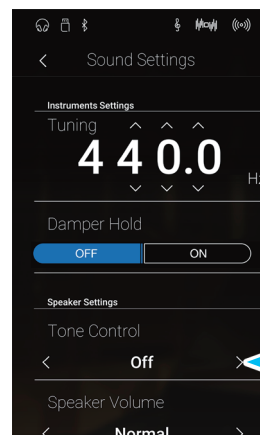 Sound Settings
Instruments Settings
Tuning
440.0
Damper Hold
OFF ON
Speaker Settings
Tone Control
Off
Speaker Volume
Normal